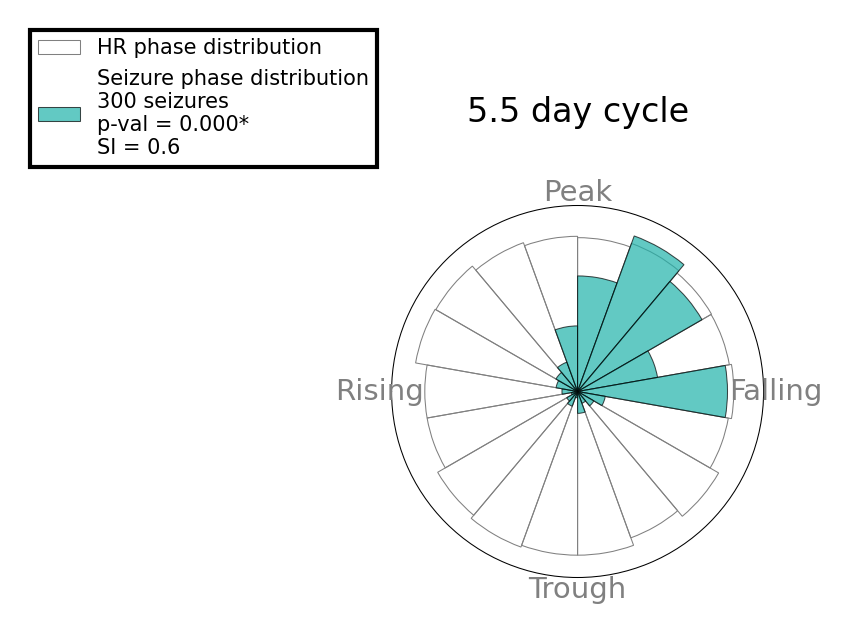 HR phase distribution
Seizure phase distribution
300 seizures
p-val = 0.000*
SI = 0.6
5.5 day cycle
Peak
Rising
Falling
Trough